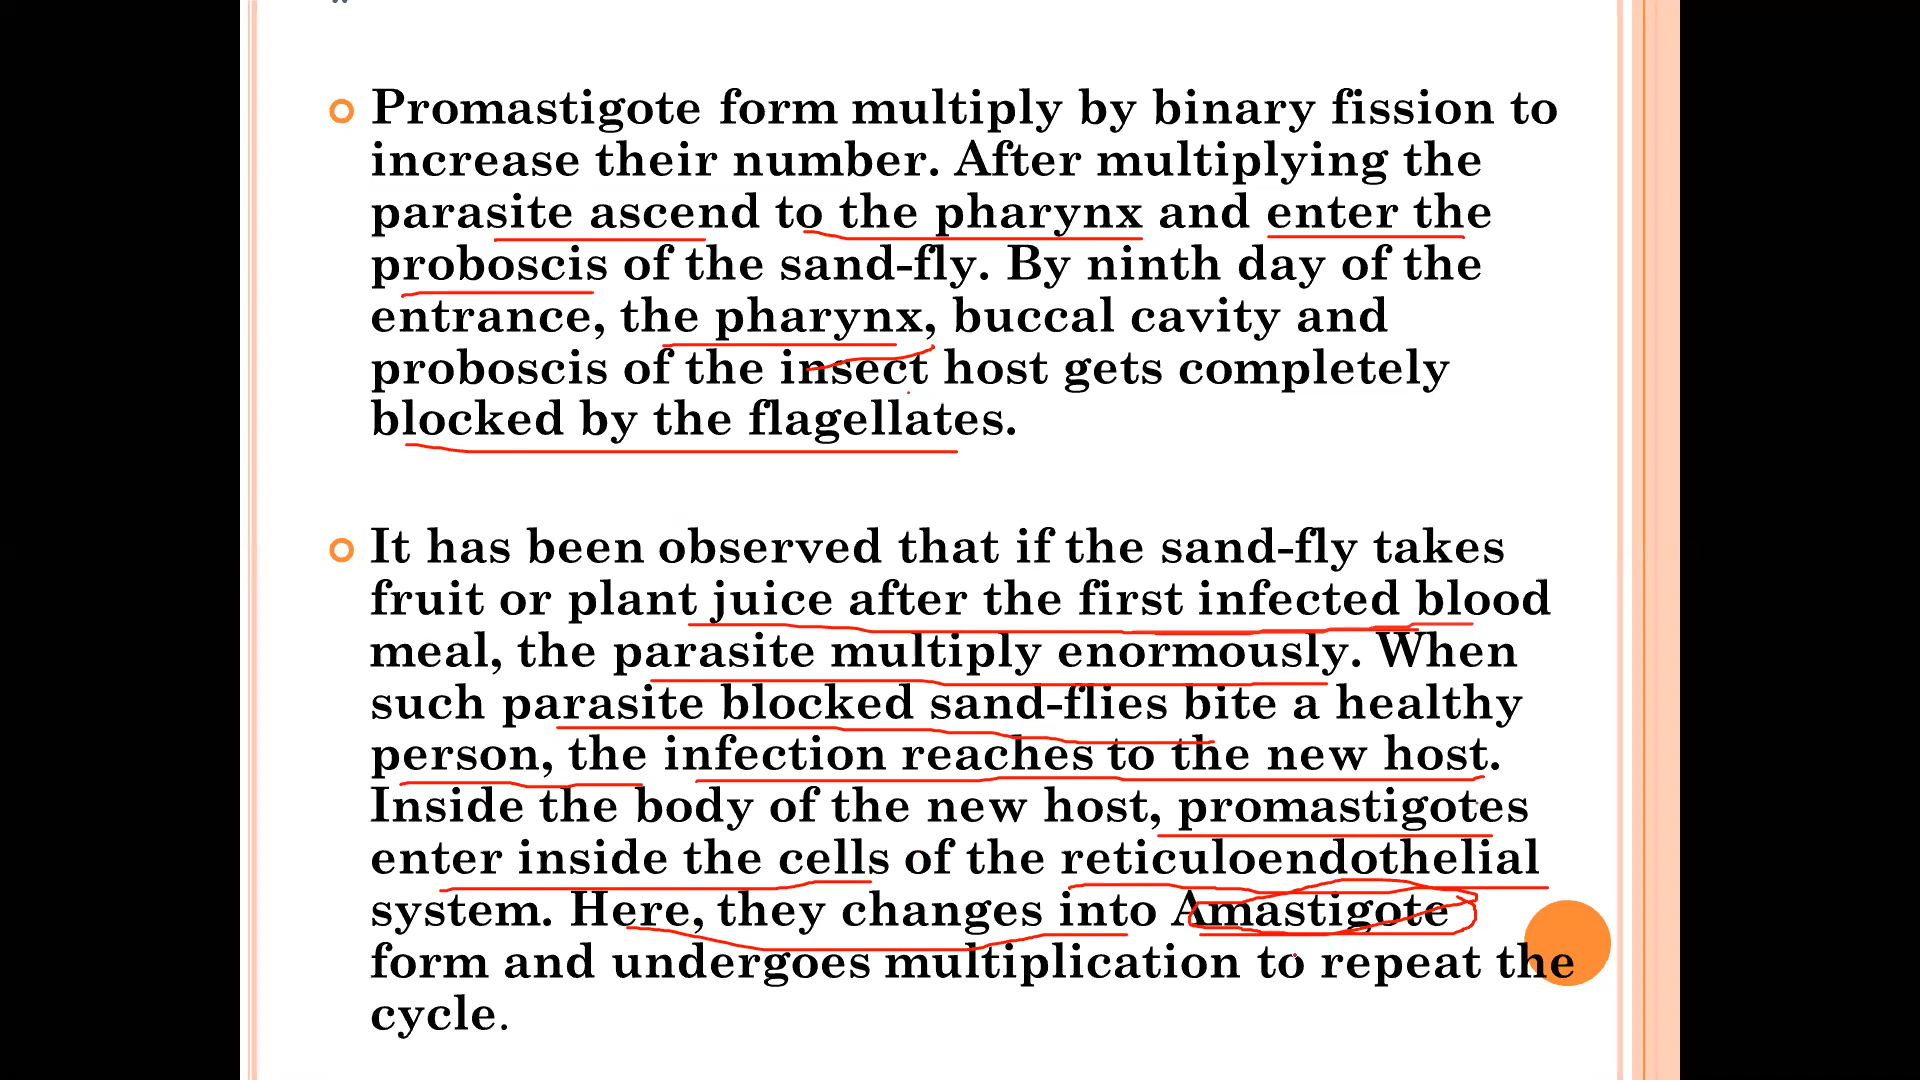 Promastigote form multiply by binary fission to
increase their number. After multiplying the
parasite ascend to the pharynx and enter the
proboscis of the sand-fly. By ninth day of the
entrance, the pharynx, buccal cavity and
proboscis of the insect host gets completely
blocked by the flagellates.
It has been observed that if the sand-fly takes
fruit or plant juice after the first infected blood
meal, the parasite multiply enormously. When
such parasite blocked sand-flies bite a healthy
person, the infection reaches to the new host.
Inside the body of the new host, promastigotes
enter inside the cells of the reticuloendothelial
system. Here, they changes into Amastigote
form and undergoes multiplication to repeat the
cycle.